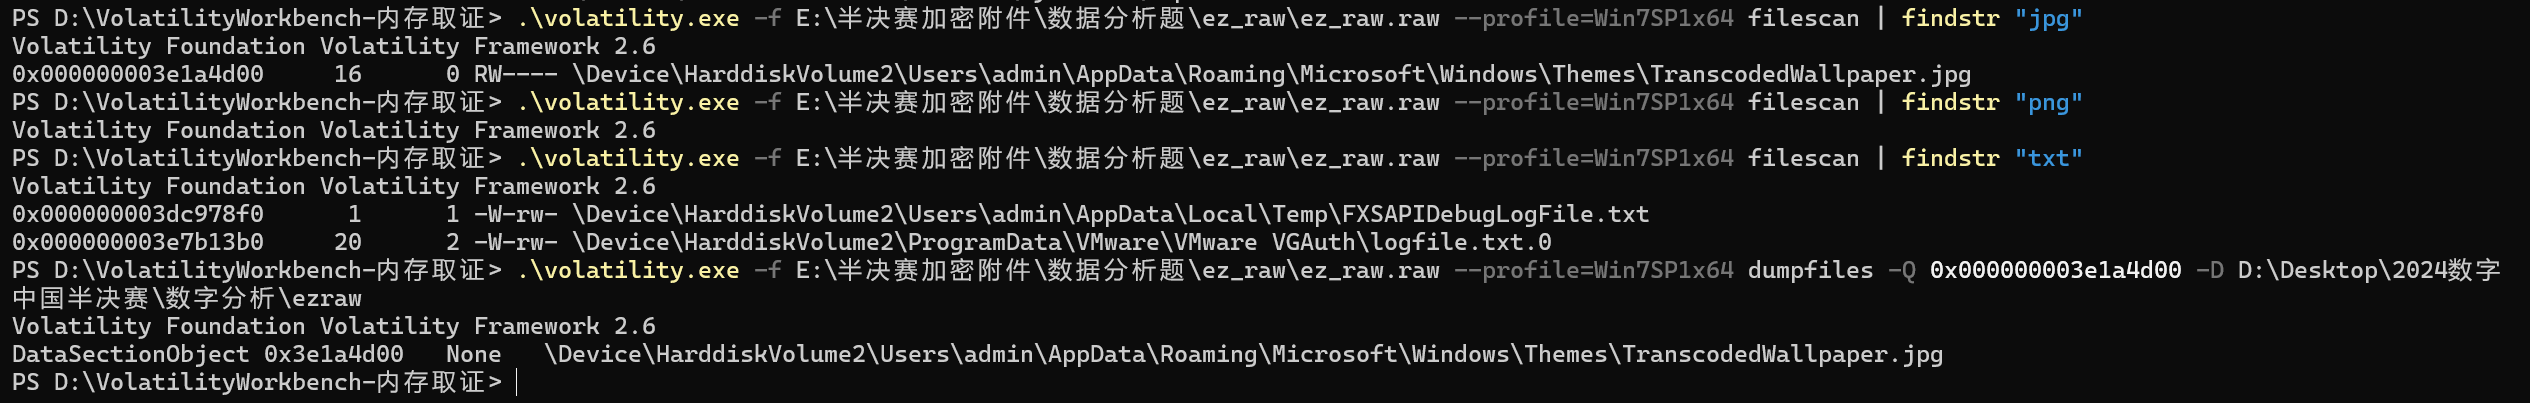 PS D:\VolatilityWorkbench-内存取证> .\volatility.exe -f E:\半决赛加密附件\数据分析题\ez_raw\ez_raw.raw --profile=Win7SP1x64 filescan | findstr "jpg"
Volatility Foundation Volatility Framework 2.6
0x000000003e1a4d00     16      0 RW---- \Device\HarddiskVolume2\Users\admin\AppData\Roaming\Microsoft\Windows\Themes\TranscodedWallpaper.jpg
PS D:\VolatilityWorkbench-内存取证> .\volatility.exe -f E:\半决赛加密附件\数据分析题\ez_raw\ez_raw.raw --profile=Win7SP1x64 filescan | findstr "png"
Volatility Foundation Volatility Framework 2.6
PS D:\VolatilityWorkbench-内存取证> .\volatility.exe -f E:\半决赛加密附件\数据分析题\ez_raw\ez_raw.raw --profile=Win7SP1x64 filescan | findstr "txt"
Volatility Foundation Volatility Framework 2.6
0x000000003dc978f0      1      1 -W-rw- \Device\HarddiskVolume2\Users\admin\AppData\Local\Temp\FXSAPIDebugLogFile.txt
0x000000003e7b13b0     20      2 -W-rw- \Device\HarddiskVolume2\ProgramData\VMware\VMware VGAuth\logfile.txt.0
PS D:\VolatilityWorkbench-内存取证> .\volatility.exe -f E:\半决赛加密附件\数据分析题\ez_raw\ez_raw.raw --profile=Win7SP1x64 dumpfiles -Q 0x000000003e1a4d00 -D D:\Desktop\2024数字
中国半决赛\数字分析\ezraw
Volatility Foundation Volatility Framework 2.6
DataSectionObject 0x3e1a4d00   None   \Device\HarddiskVolume2\Users\admin\AppData\Roaming\Microsoft\Windows\Themes\TranscodedWallpaper.jpg
PS D:\VolatilityWorkbench-内存取证>